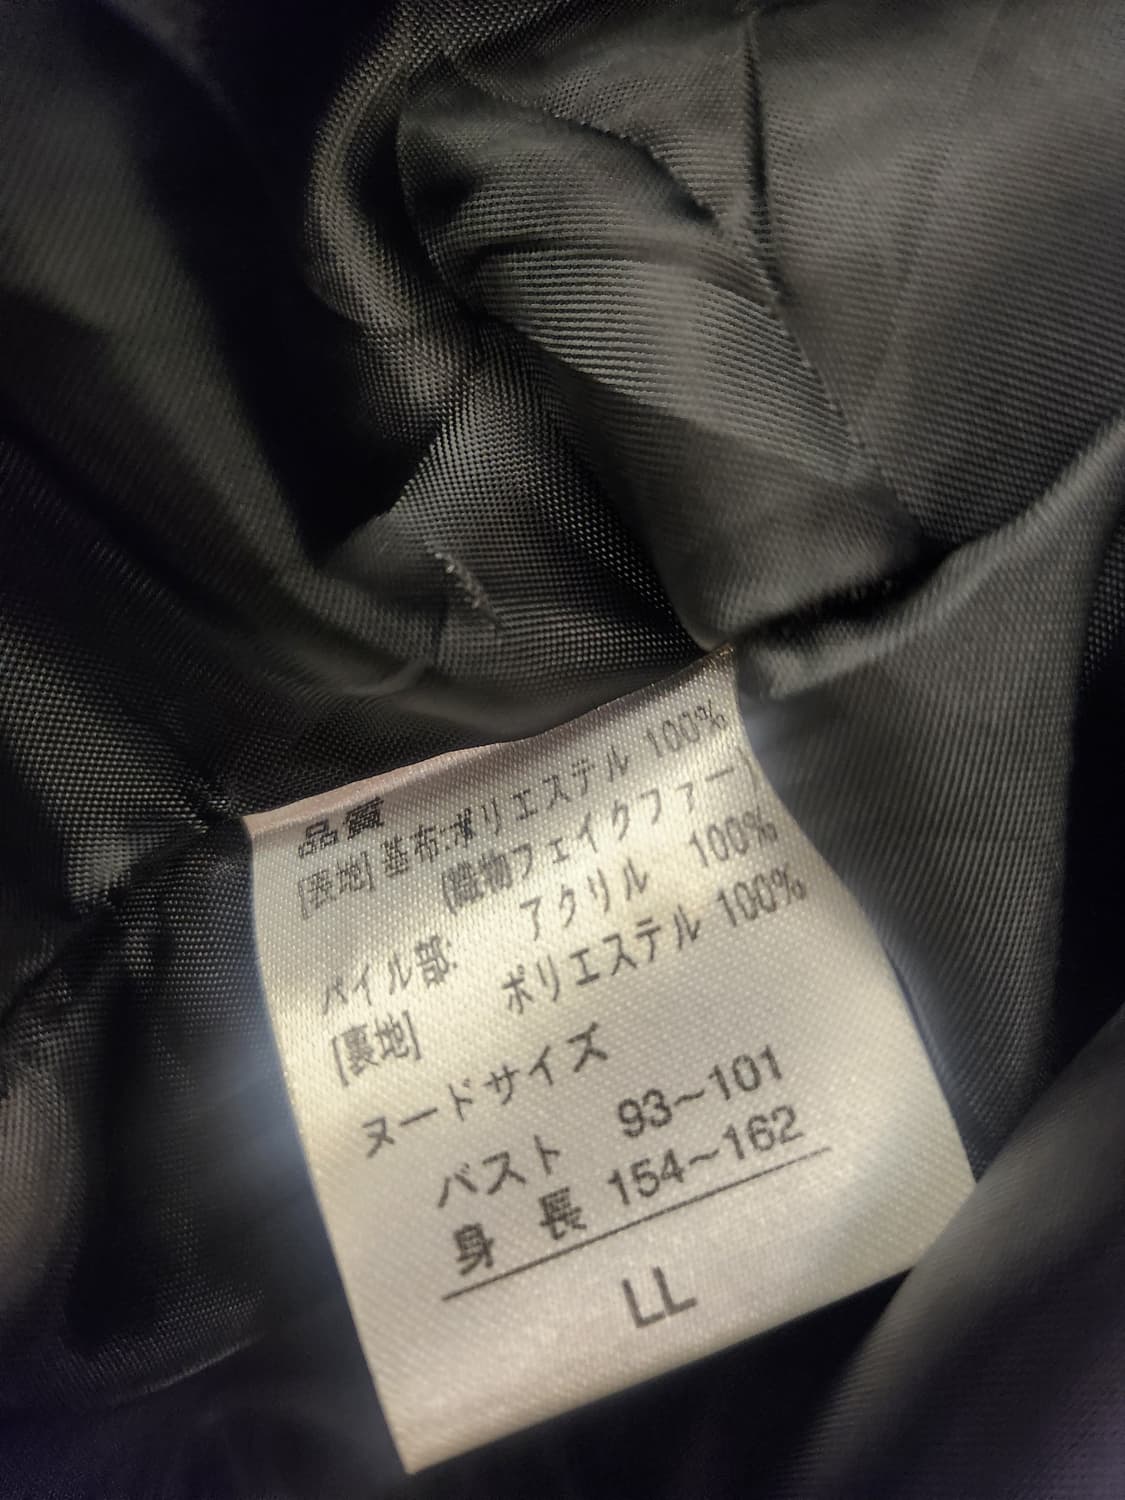 品質
[表地] 基布:ポリエステル 100%
(織物フェイクファー)
パイル部: アクリル 100%
[裏地] ポリエステル 100%
ヌードサイズ
バスト 93~101
身長 154~162
LL